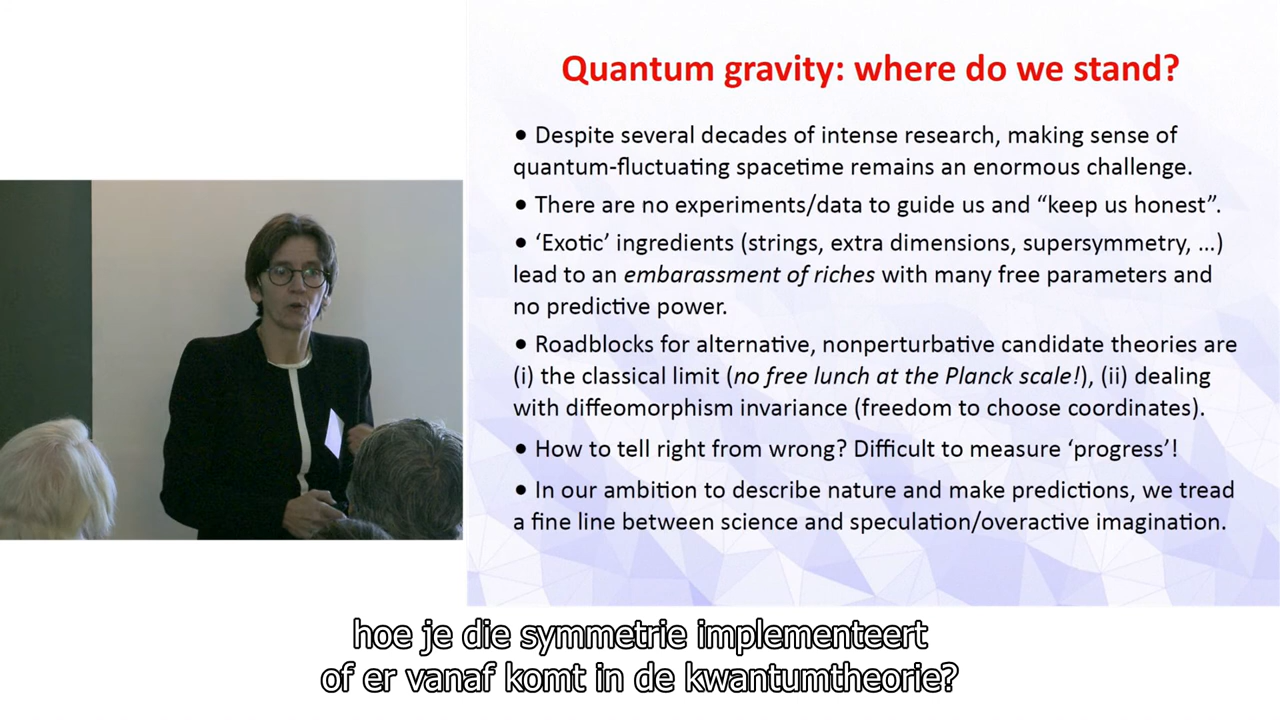 Quantum gravity: where do we stand?
• Despite several decades of intense research, making sense of
quantum-fluctuating spacetime remains an enormous challenge.
• There are no experiments/data to guide us and “keep us honest”.
• ‘Exotic’ ingredients (strings, extra dimensions, supersymmetry, ...)
lead to an embarassment of riches with many free parameters and
no predictive power.
• Roadblocks for alternative, nonperturbative candidate theories are
(i) the classical limit (no free lunch at the Planck scale!), (ii) dealing
with diffeomorphism invariance (freedom to choose coordinates).
• How to tell right from wrong? Difficult to measure ‘progress’!
• In our ambition to describe nature and make predictions, we tread
a fine line between science and speculation/overactive imagination.
hoe je die symmetrie implementeert
of er vanaf komt in de kwantumtheorie?